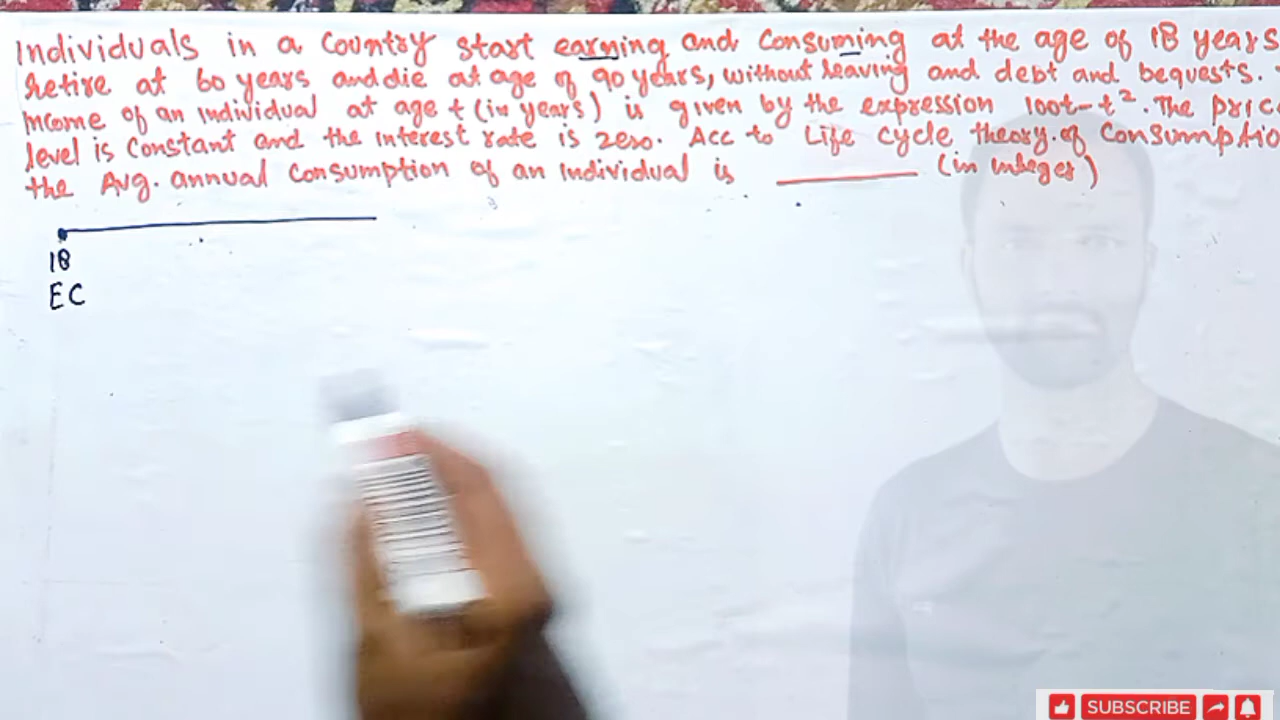 Individuals in a Country start earning and Consuming at the age of 18 years
Retire at 60 years and die at age of 90 years, without leaving and debt and bequests.
income of an individual at age t (in years) is given by the expression 100t-t². The pric
level is Constant and the interest rate is zero. Acc to Life cycle theory of Consumptio
the Avg. annual Consumption of an individual is ________ (in integer)
18
EC
SUBSCRIBE